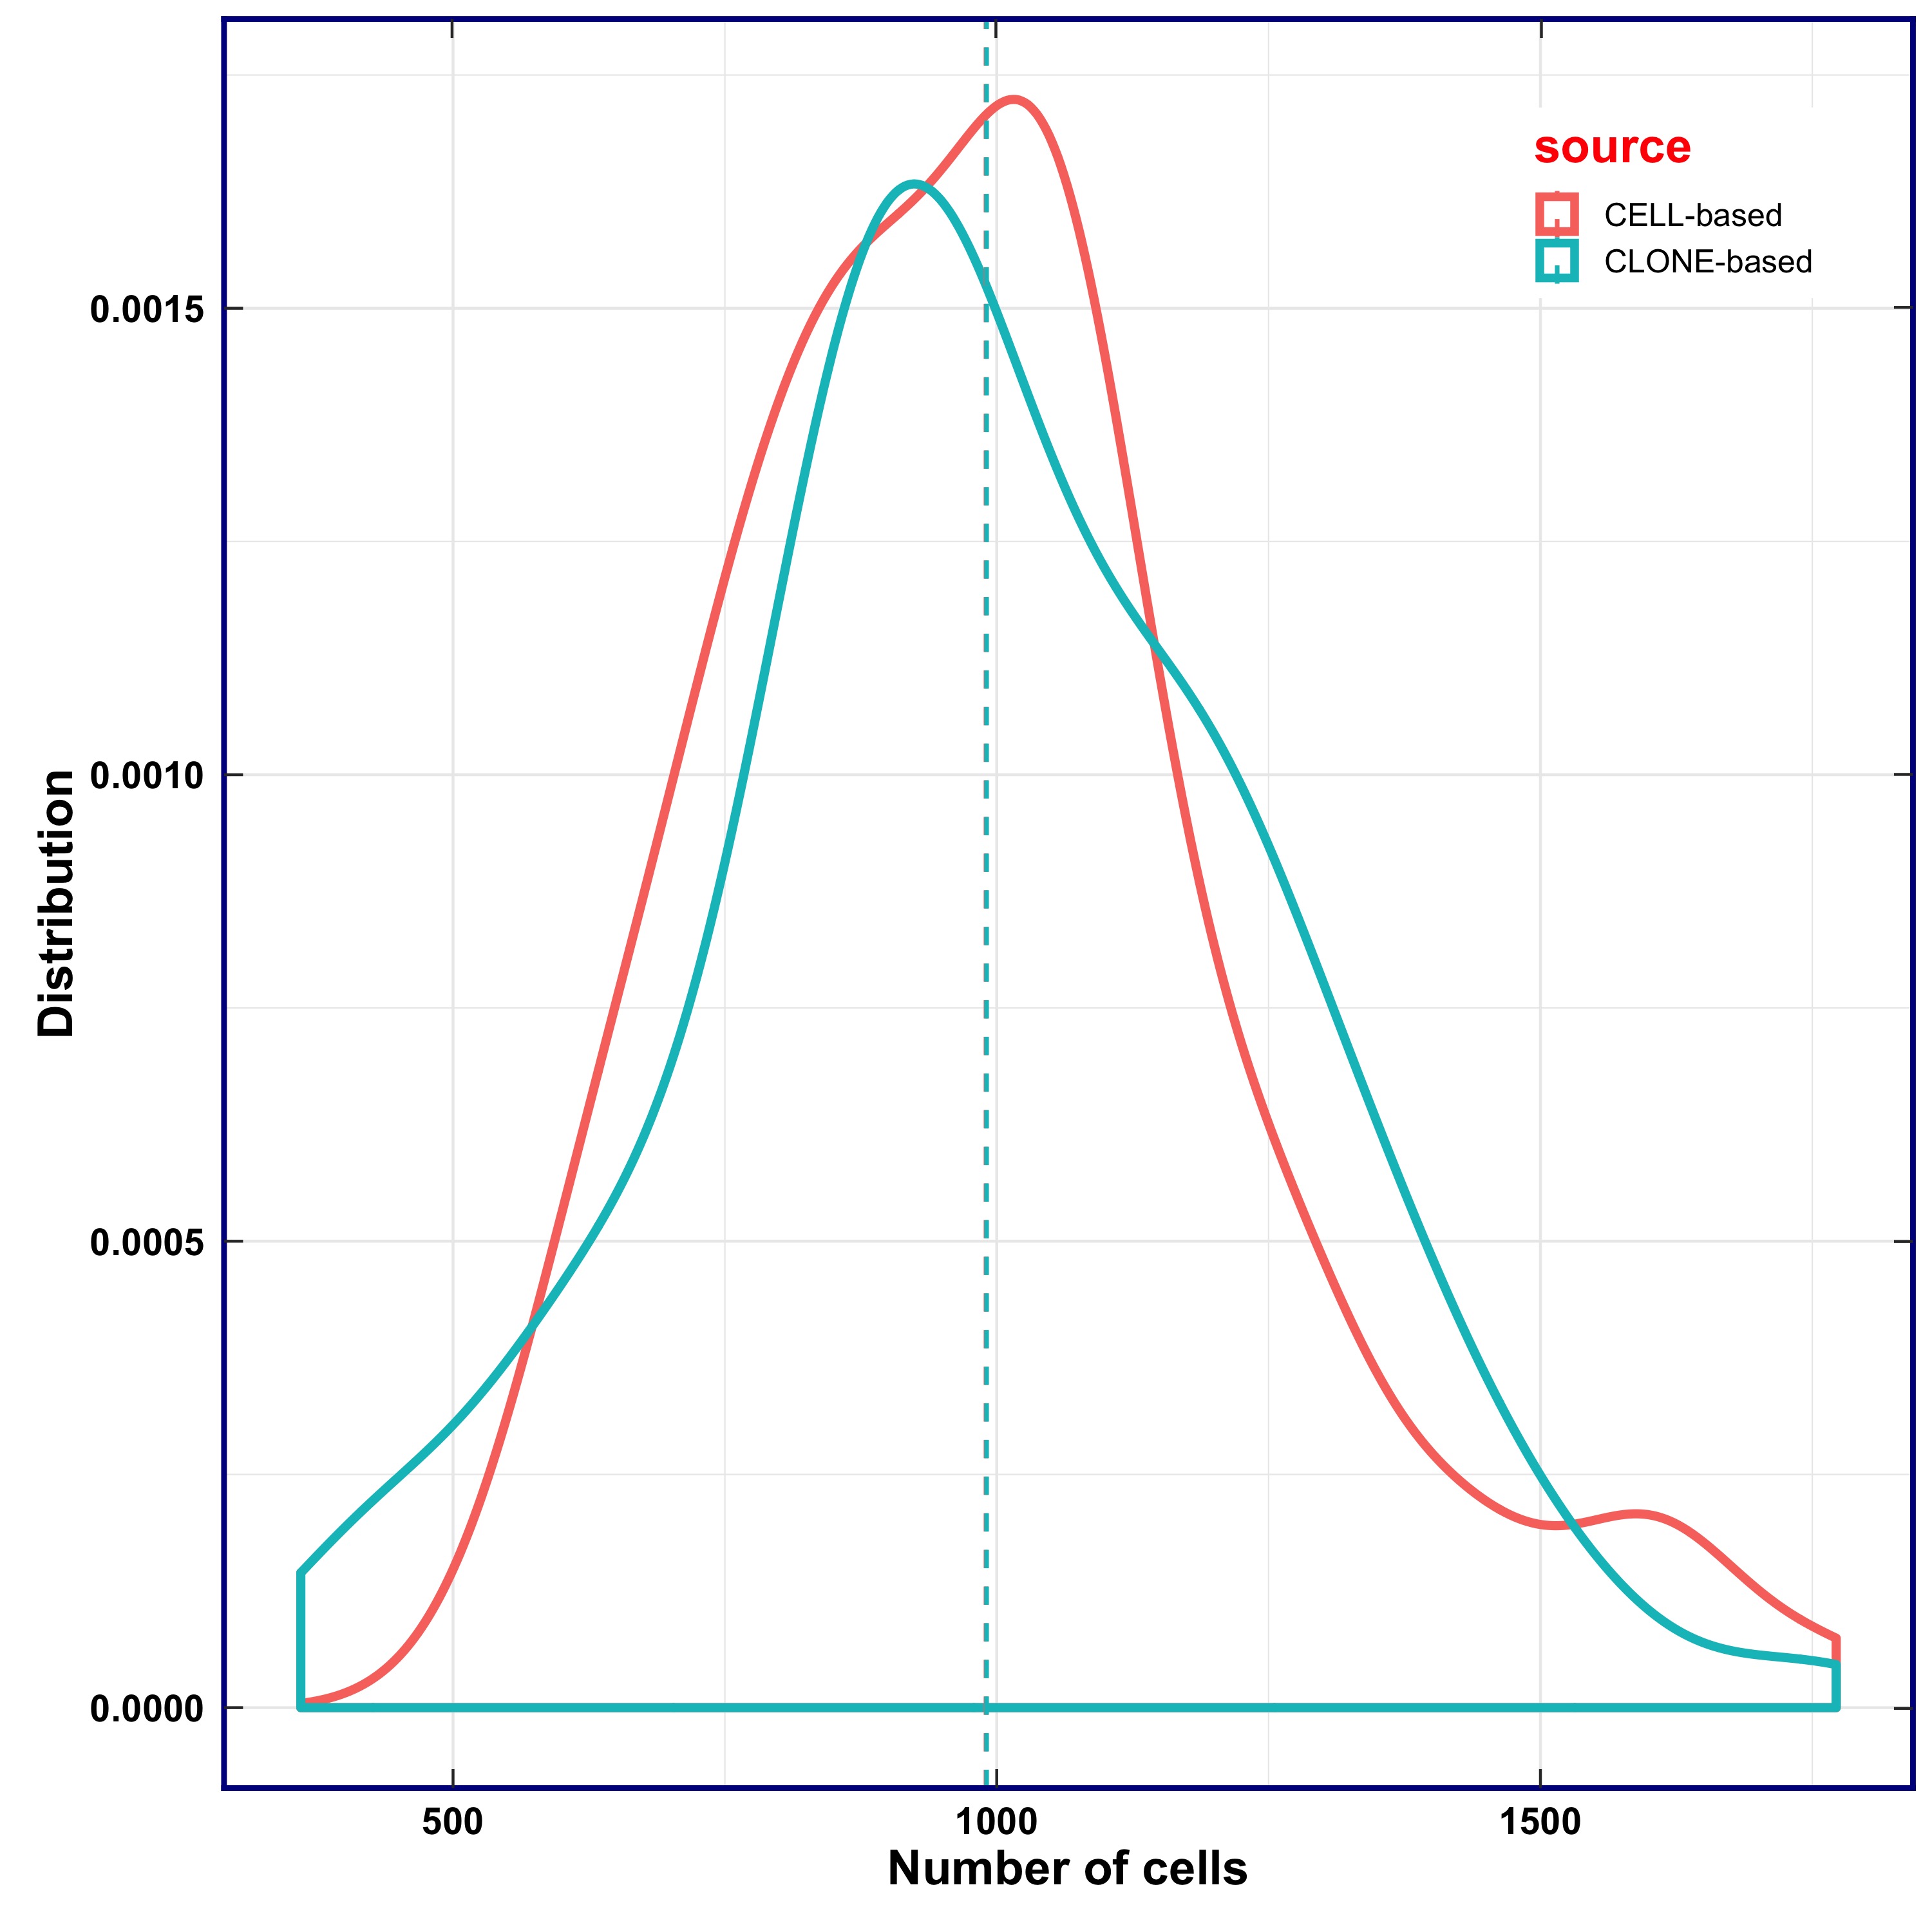 source
CELL-based
CLONE-based
0.0015
0.0010
0.0005
0.0000
Distribution
500
1000
1500
Number of cells